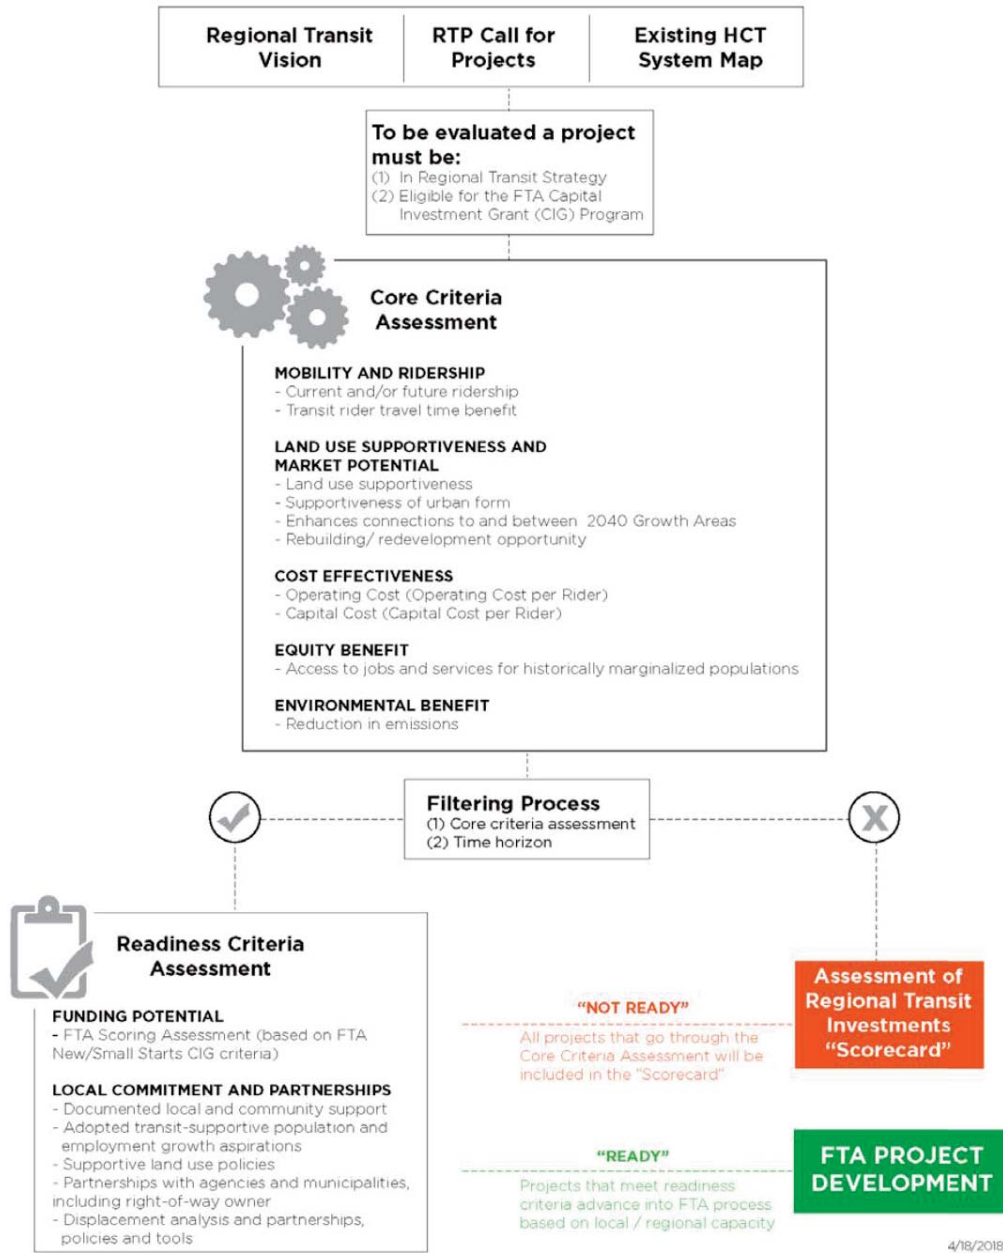 Regional Transit
Vision
RTP Call for
Projects
Existing HCT
System Map
To be evaluated a project
must be:
(1) In Regional Transit Strategy
(2) Eligible for the FTA Capital
Investment Grant (CIG) Program
Core Criteria
Assessment
MOBILITY AND RIDERSHIP
- Current and/or future ridership
- Transit rider travel time benefit
LAND USE SUPPORTIVENESS AND
MARKET POTENTIAL
- Land use supportiveness
- Supportiveness of urban form
- Enhances connections to and between 2040 Growth Areas
- Rebuilding/ redevelopment opportunity
COST EFFECTIVENESS
- Operating Cost (Operating Cost per Rider)
- Capital Cost (Capital Cost per Rider)
EQUITY BENEFIT
- Access to jobs and services for historically marginalized populations
ENVIRONMENTAL BENEFIT
- Reduction in emissions
Filtering Process
(1) Core criteria assessment
(2) Time horizon
X
Readiness Criteria
Assessment
FUNDING POTENTIAL
- FTA Scoring Assessment (based on FTA
New/Small Starts CIG criteria)
LOCAL COMMITMENT AND PARTNERSHIPS
- Documented local and community support
- Adopted transit-supportive population and
employment growth aspirations
- Supportive land use policies
- Partnerships with agencies and municipalities,
including right-of-way owner
- Displacement analysis and partnerships,
policies and tools
"NOT READY"
All projects that go through the
Core Criteria Assessment will be
included in the "Scorecard"
Assessment of
Regional Transit
Investments
"Scorecard"
"READY"
Projects that meet readiness
criteria advance into FTA process
based on local / regional capacity
FTA PROJECT
DEVELOPMENT
4/18/2018